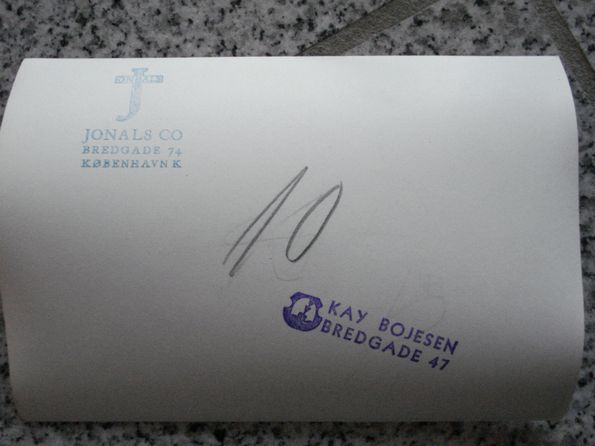 J
JONALS CO
BREDGADE 74
KØBENHAVN K
10
KAY BOJESEN
BREDGADE 47